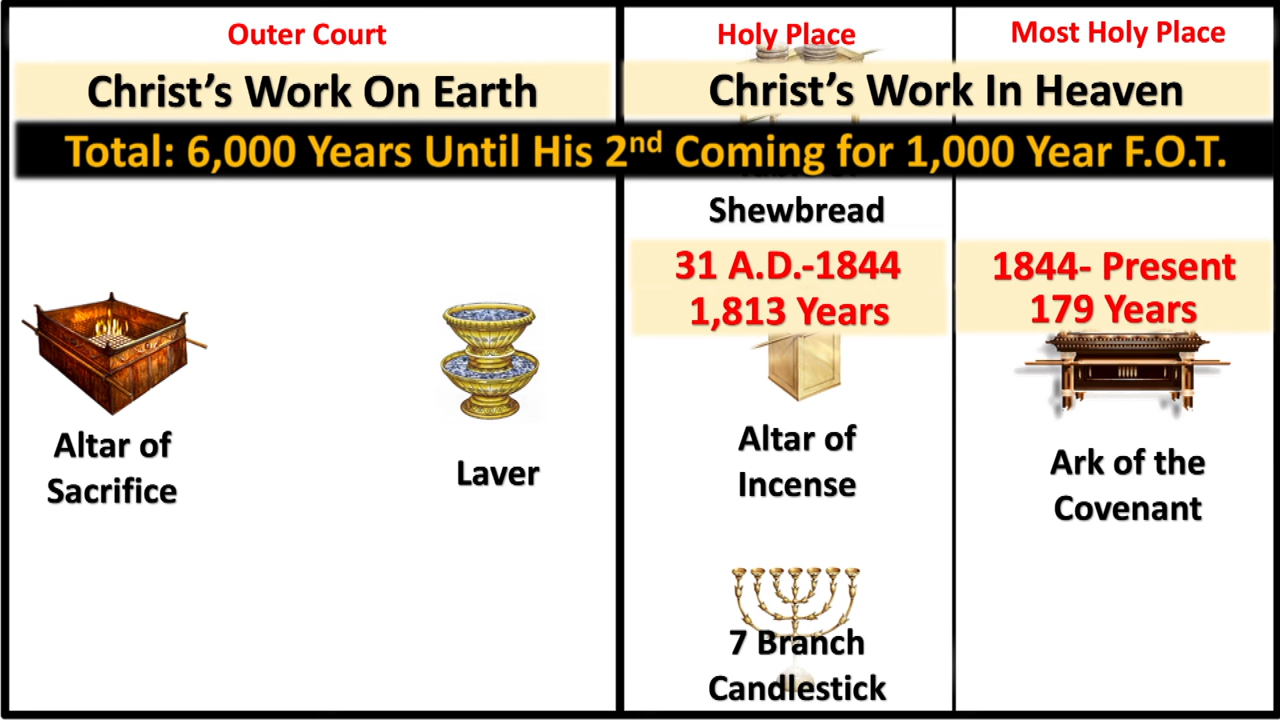 Outer Court
Holy Place
Most Holy Place
Christ’s Work On Earth
Christ’s Work In Heaven
Total: 6,000 Years Until His 2nd Coming for 1,000 Year F.O.T.
Shewbread
31 A.D.-1844
1,813 Years
1844- Present
179 Years
Altar of
Sacrifice
Laver
Altar of
Incense
Ark of the
Covenant
7 Branch
Candlestick